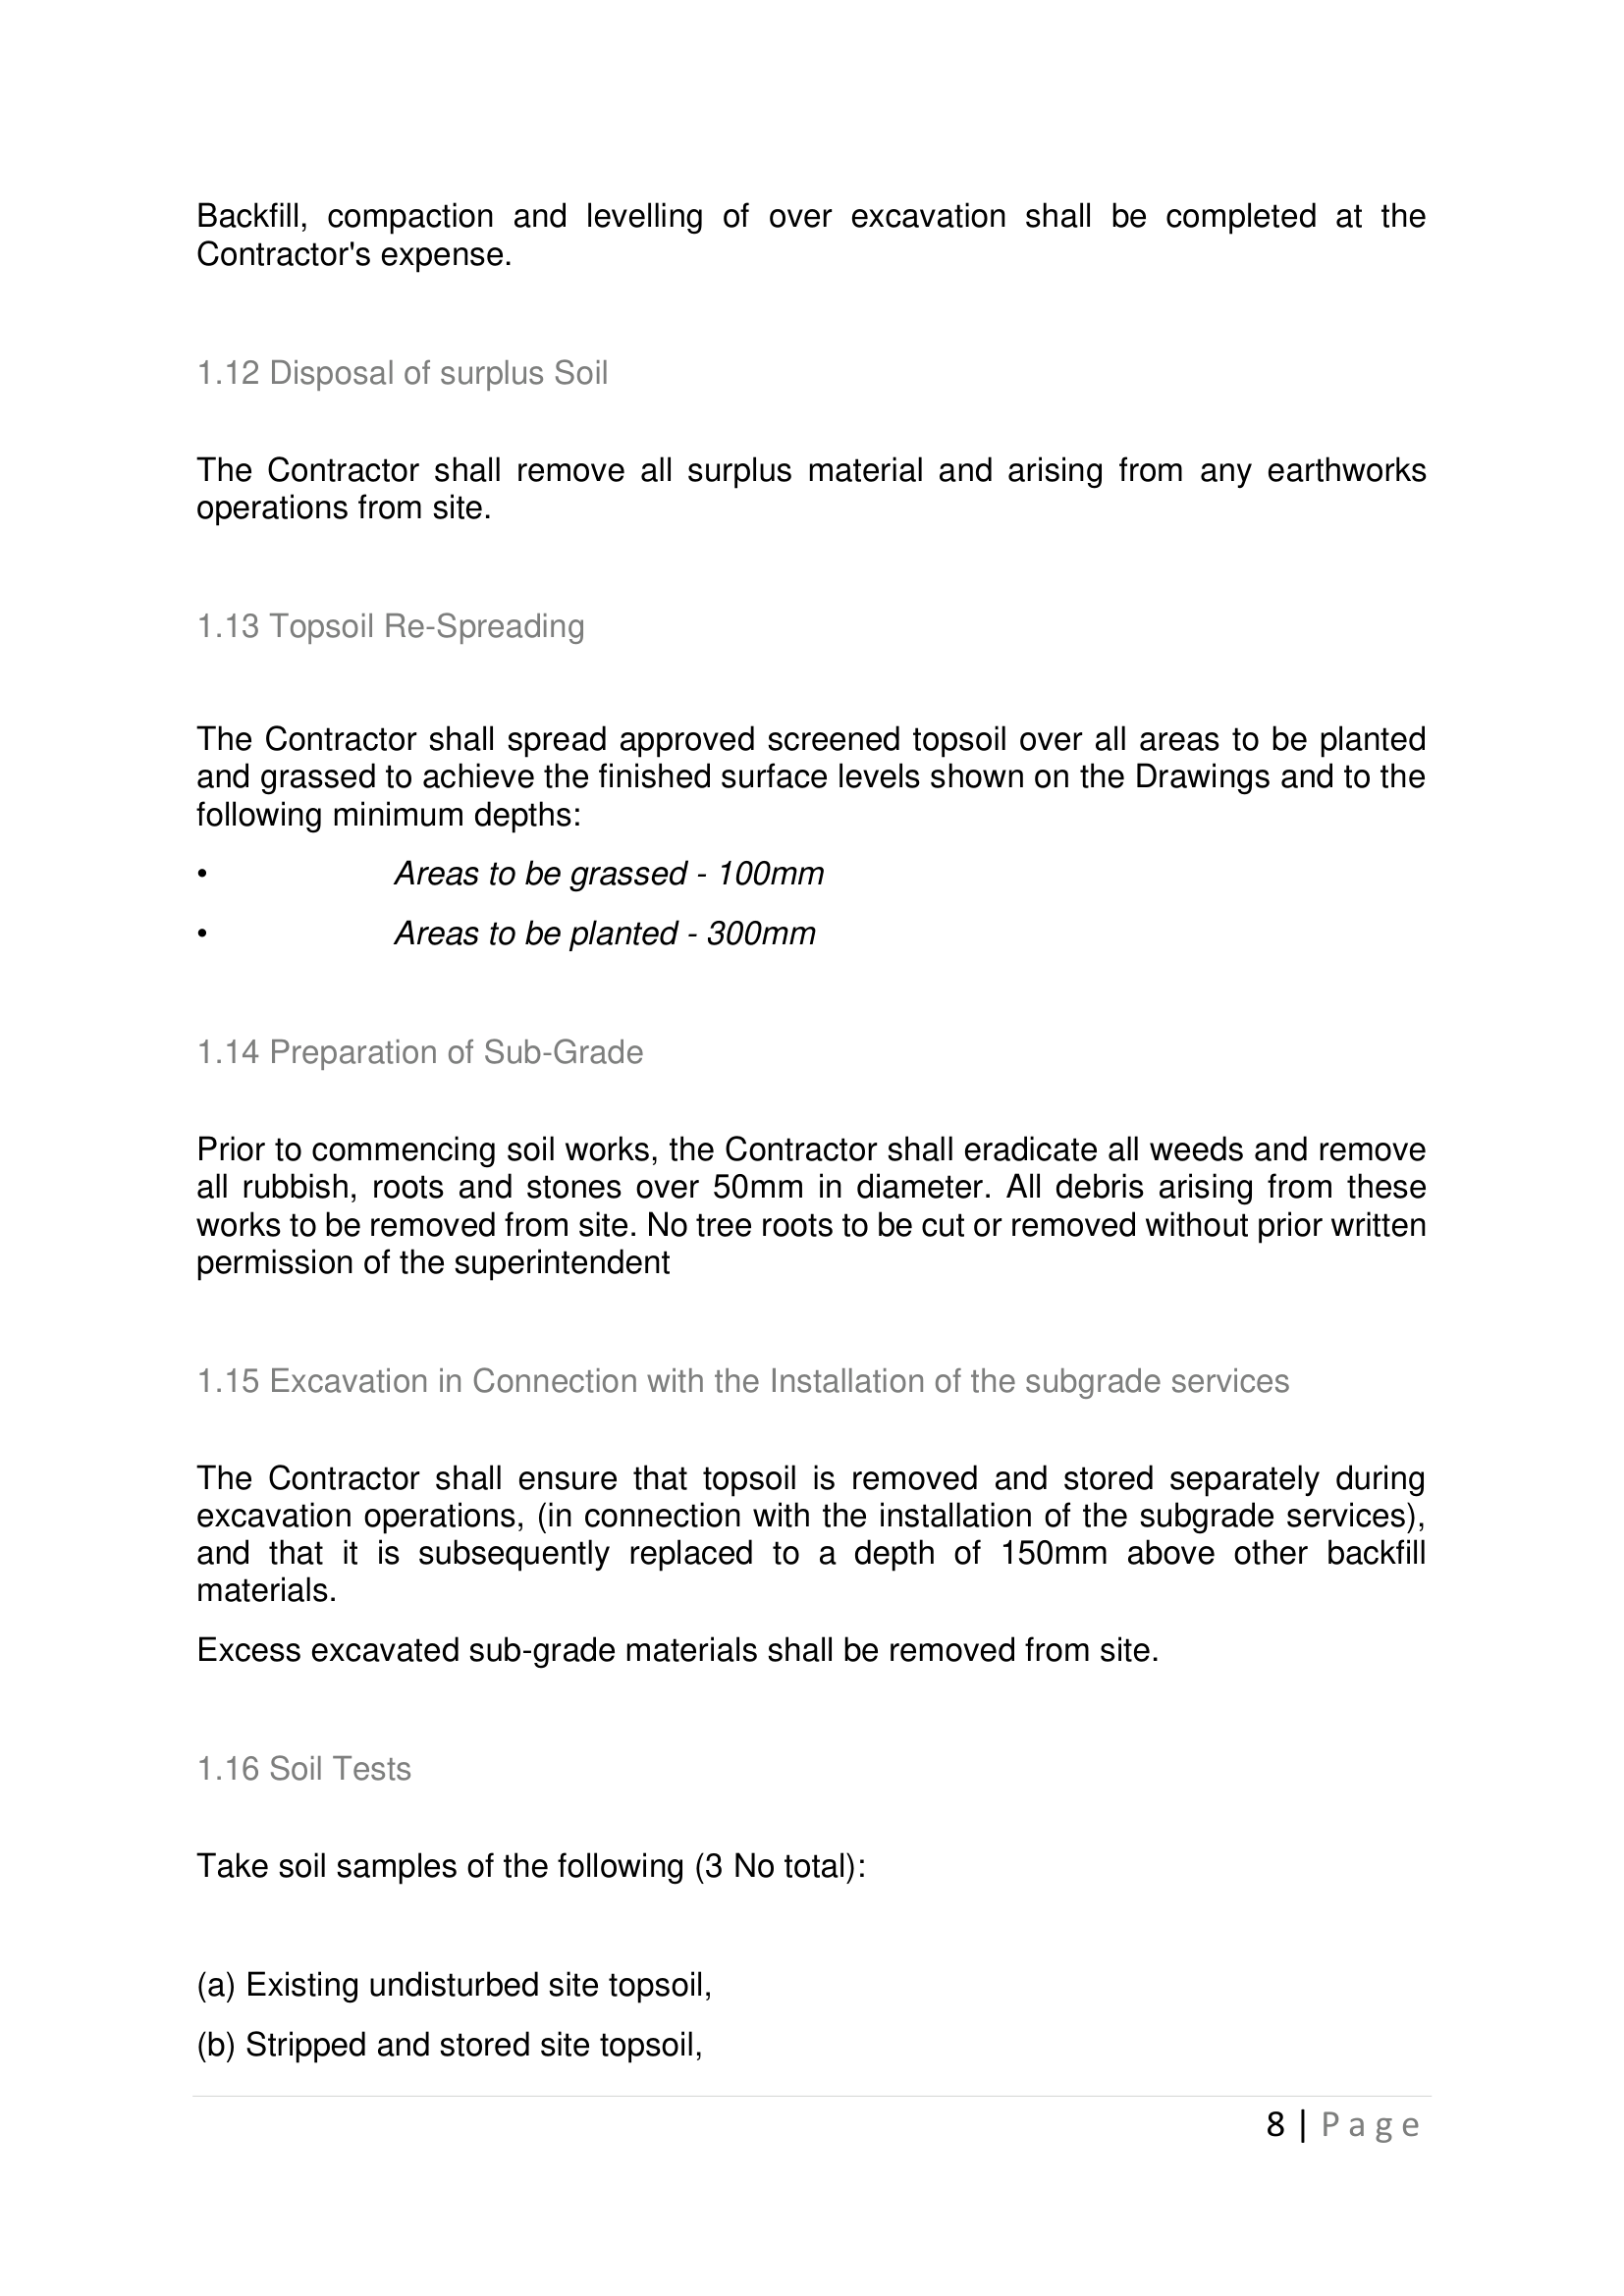 Backfill, compaction and levelling of over excavation shall be completed at the
Contractor's expense.
1.12 Disposal of surplus Soil
The Contractor shall remove all surplus material and arising from any earthworks
operations from site.
1.13 Topsoil Re-Spreading
The Contractor shall spread approved screened topsoil over all areas to be planted
and grassed to achieve the finished surface levels shown on the Drawings and to the
following minimum depths:
• Areas to be grassed - 100mm
• Areas to be planted - 300mm
1.14 Preparation of Sub-Grade
Prior to commencing soil works, the Contractor shall eradicate all weeds and remove
all rubbish, roots and stones over 50mm in diameter. All debris arising from these
works to be removed from site. No tree roots to be cut or removed without prior written
permission of the superintendent
1.15 Excavation in Connection with the Installation of the subgrade services
The Contractor shall ensure that topsoil is removed and stored separately during
excavation operations, (in connection with the installation of the subgrade services),
and that it is subsequently replaced to a depth of 150mm above other backfill
materials.
Excess excavated sub-grade materials shall be removed from site.
1.16 Soil Tests
Take soil samples of the following (3 No total):
(a) Existing undisturbed site topsoil,
(b) Stripped and stored site topsoil,
8 | Page